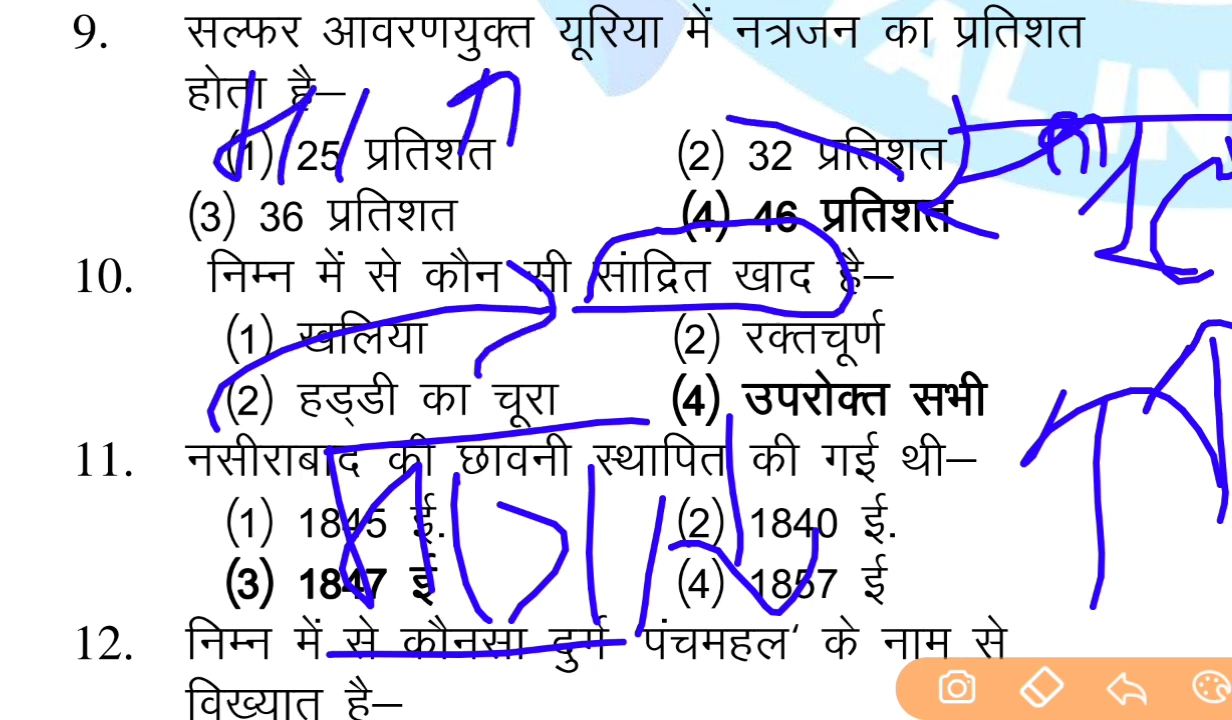 9. सल्फर आवरणयुक्त यूरिया में नत्रजन का प्रतिशत
होता है–
(1) 25 प्रतिशत (2) 32 प्रतिशत
(3) 36 प्रतिशत (4) 46 प्रतिशत
10. निम्न में से कौन सी सांद्रित खाद है–
(1) खलिया (2) रक्तचूर्ण
(2) हड्डी का चूरा (4) उपरोक्त सभी
11. नसीराबाद की छावनी स्थापित की गई थी–
(1) 1845 ई. (2) 1840 ई.
(3) 1847 ई (4) 1857 ई
12. निम्न में से कौनसा दुर्ग 'पंचमहल' के नाम से
विख्यात है–